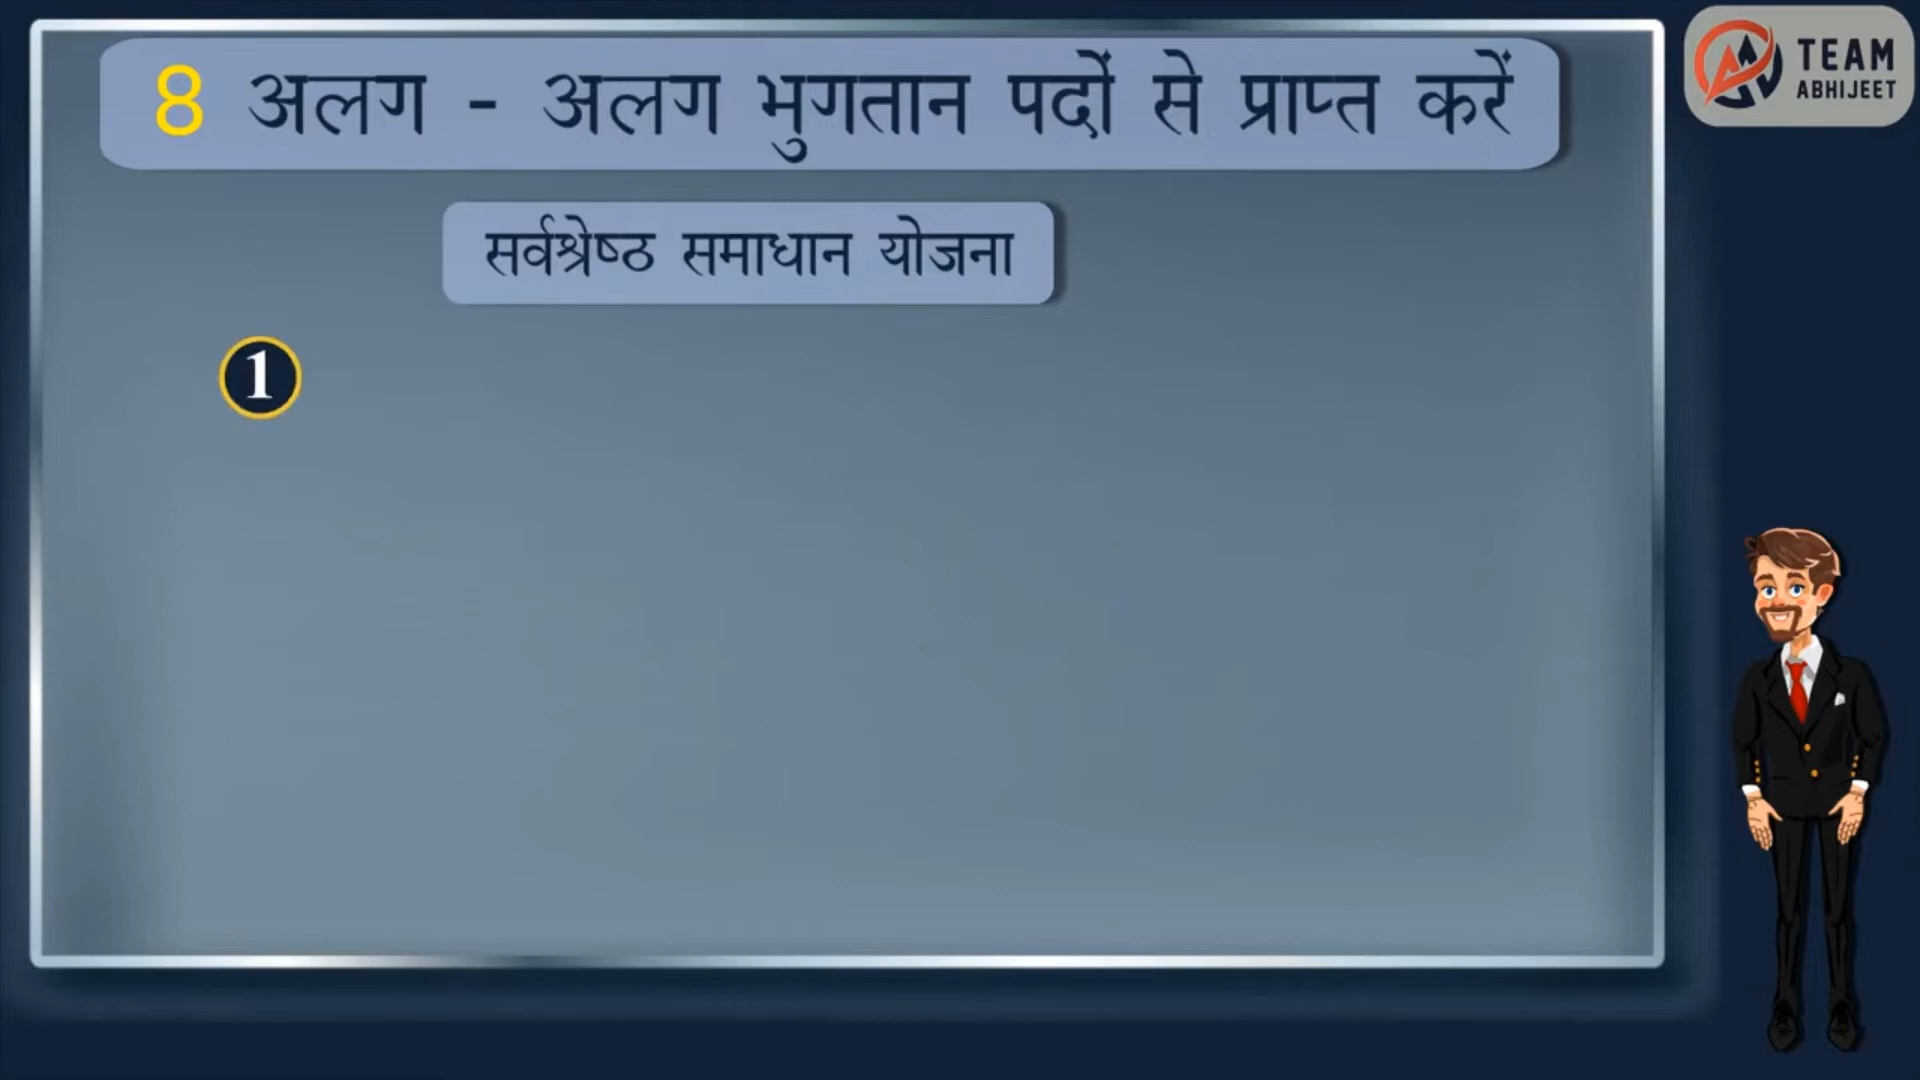 8 अलग - अलग भुगतान पदों से प्राप्त करें
TEAM
ABHIJEET
सर्वश्रेष्ठ समाधान योजना
1